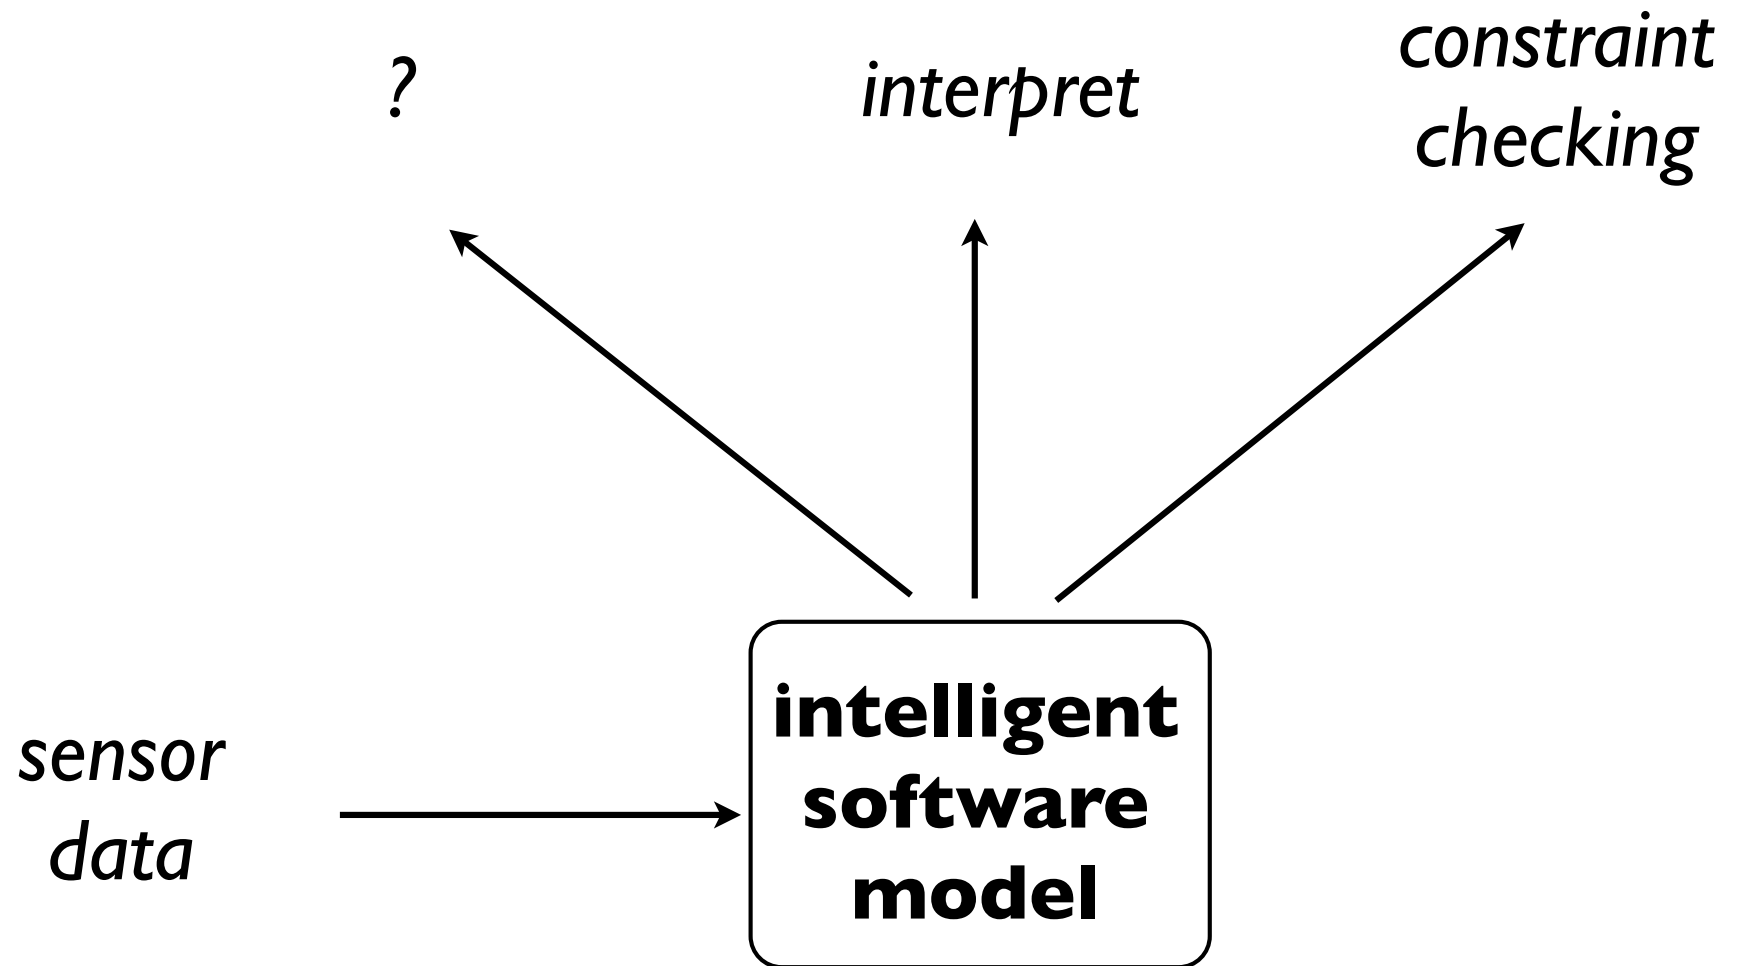 ?
interpret
constraint
checking
intelligent
software
model
sensor
data